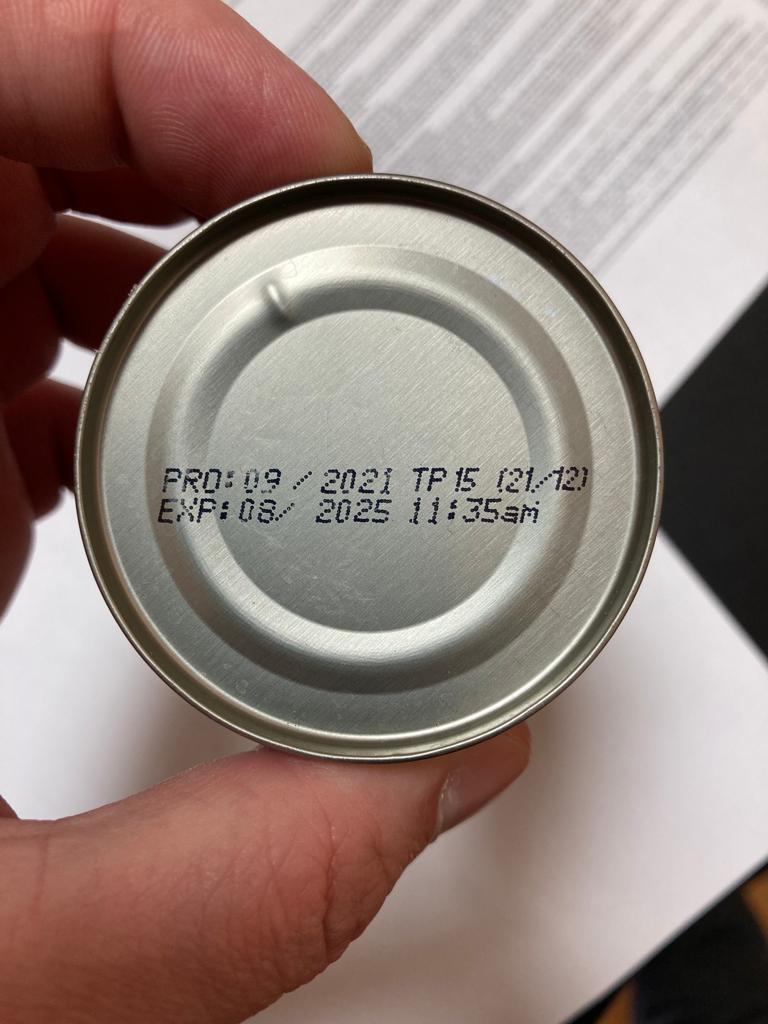 PRO: 09 / 2021 TP15 (21/12)
EXP: 08/ 2025 11:35am